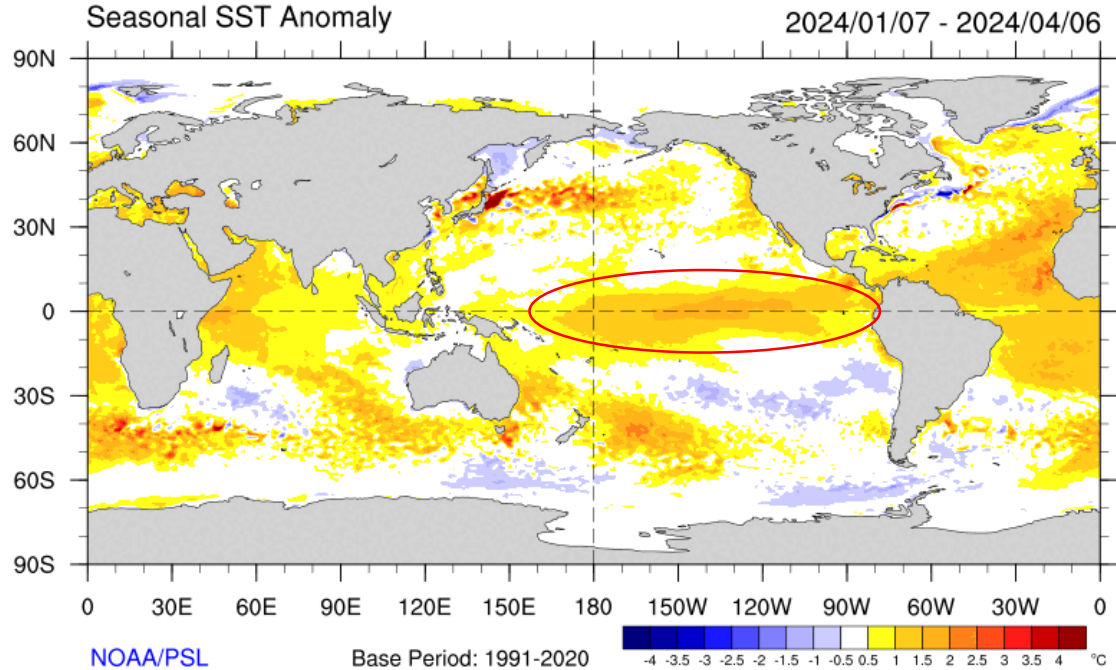 Seasonal SST Anomaly 2024/01/07 - 2024/04/06
90N
60N
30N
0
30S
60S
90S
0 30E 60E 90E 120E 150E 180 150W 120W 90W 60W 30W 0
NOAA/PSL Base Period: 1991-2020
-4 -3.5 -3 -2.5 -2 -1.5 -1 -0.5 0.5 1 1.5 2 2.5 3 3.5 4 °C